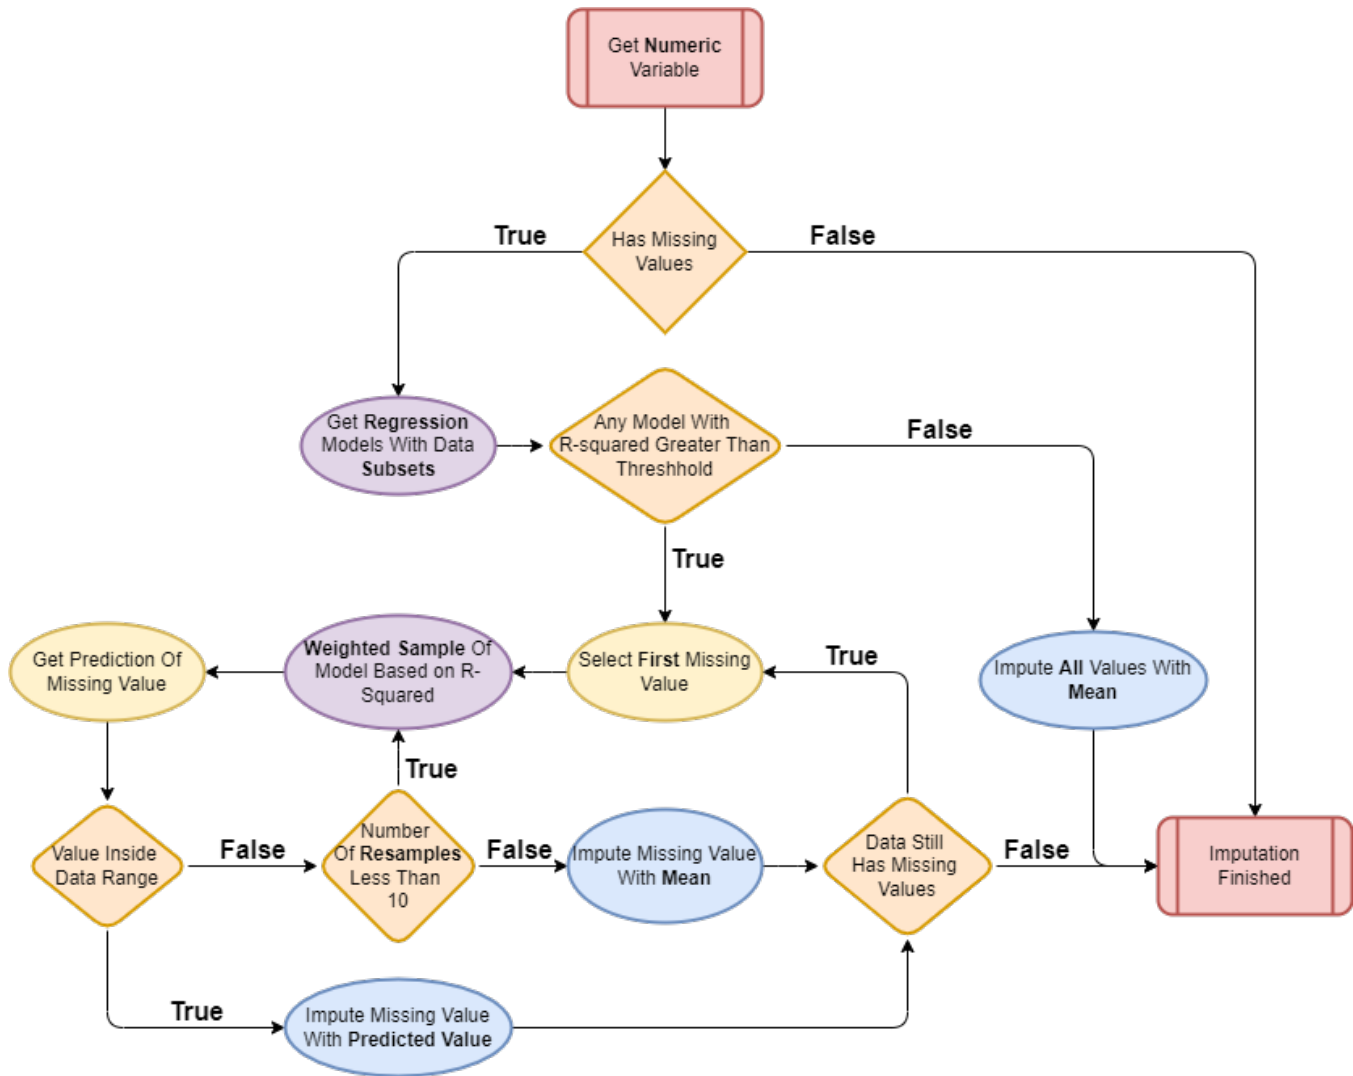 Get Numeric
Variable
True
False
Has Missing
Values
Get Regression
Models With Data
Subsets
Any Model With
R-squared Greater Than
Threshhold
False
True
Get Prediction Of
Missing Value
Weighted Sample Of
Model Based on R-
Squared
Select First Missing
Value
True
Impute All Values With
Mean
True
Value Inside
Data Range
False
Number
Of Resamples
Less Than
10
False
Impute Missing Value
With Mean
Data Still
Has Missing
Values
False
Imputation
Finished
True
Impute Missing Value
With Predicted Value